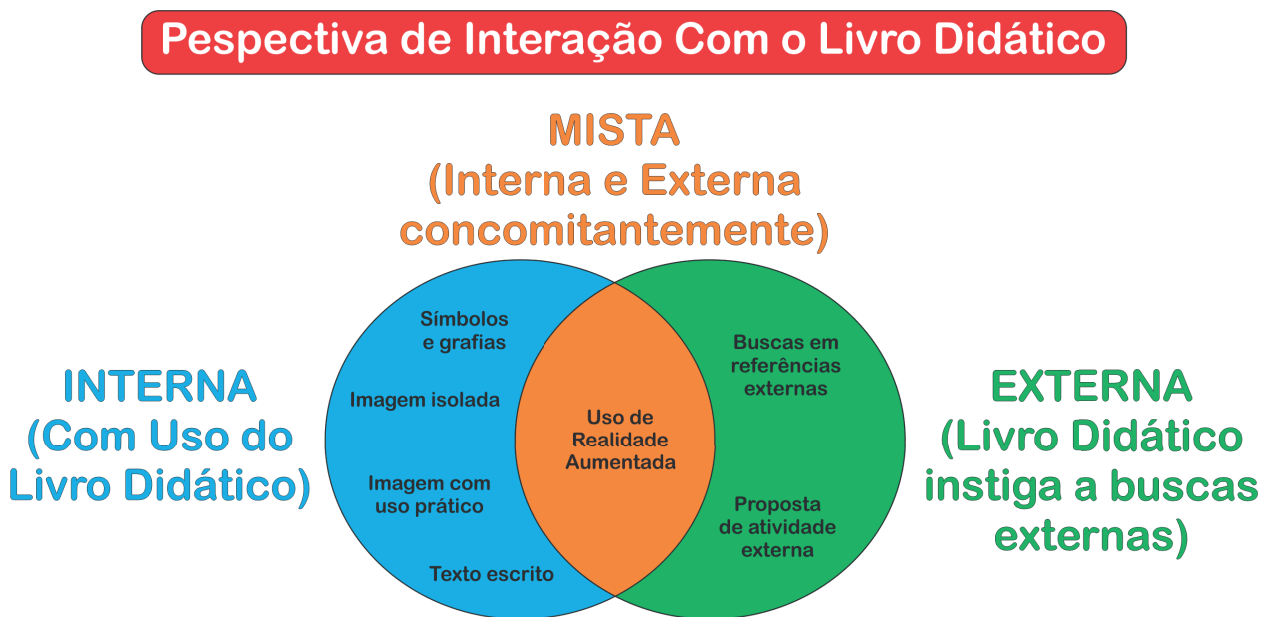 Pespectiva de Interação Com o Livro Didático
MISTA
(Interna e Externa
concomitantemente)
INTERNA
(Com Uso do
Livro Didático)
Símbolos
e grafias
Imagem isolada
Imagem com
uso prático
Texto escrito
Uso de
Realidade
Aumentada
Buscas em
referências
externas
Proposta
de atividade
externa
EXTERNA
(Livro Didático
instiga a buscas
externas)